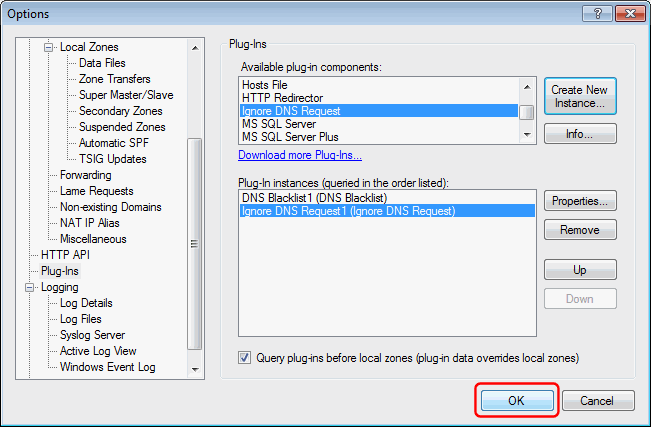 Options
Local Zones
Data Files
Zone Transfers
Super Master/Slave
Secondary Zones
Suspended Zones
Automatic SPF
TSIG Updates
Forwarding
Lame Requests
Non-existing Domains
NAT IP Alias
Miscellaneous
HTTP API
Plug-Ins
Logging
Log Details
Log Files
Syslog Server
Active Log View
Windows Event Log
Plug-Ins
Available plug-in components:
Hosts File
HTTP Redirector
Ignore DNS Request
MS SQL Server
MS SQL Server Plus
Create New
Instance...
Info...
Download more Plug-Ins...
Plug-In instances (queried in the order listed):
DNS Blacklist1 (DNS Blacklist)
Ignore DNS Request1 (Ignore DNS Request)
Properties...
Remove
Up
Down
Query plug-ins before local zones (plug-in data overrides local zones)
OK
Cancel